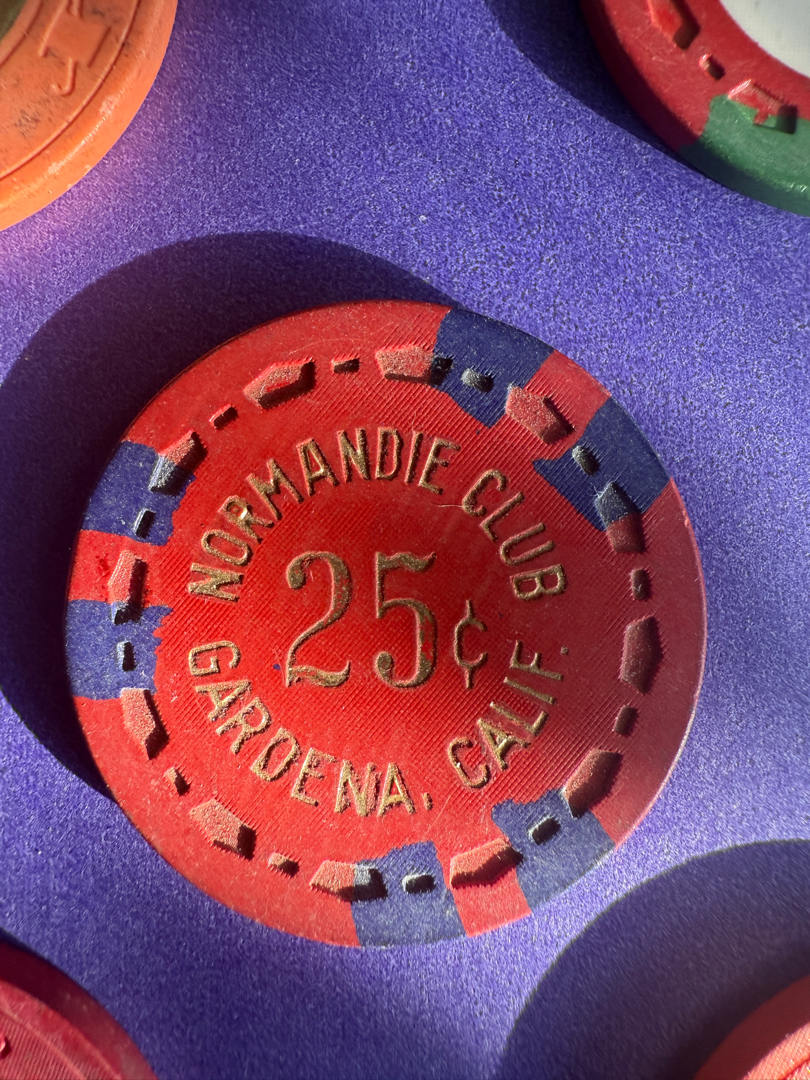 NORMANDIE CLUB
25¢
GARDENA, CALIF.